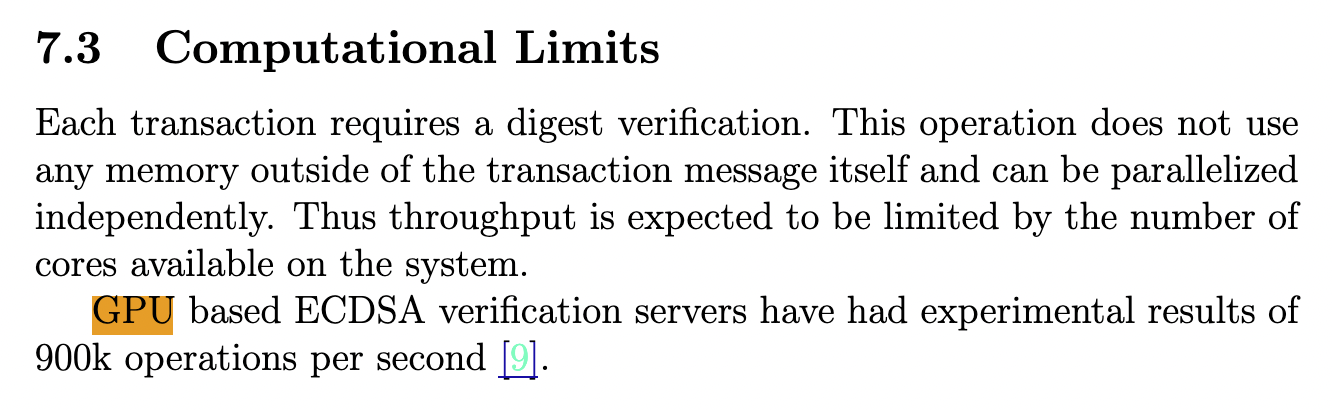 7.3 Computational Limits
Each transaction requires a digest verification. This operation does not use
any memory outside of the transaction message itself and can be parallelized
independently. Thus throughput is expected to be limited by the number of
cores available on the system.
GPU based ECDSA verification servers have had experimental results of
900k operations per second [9].